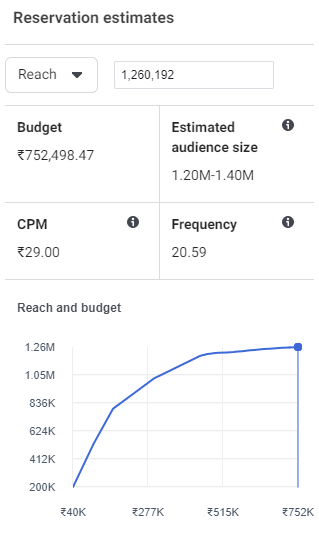 Reservation estimates
Reach
1,260,192
Budget
₹752,498.47
Estimated
audience size
1.20M-1.40M
CPM
₹29.00
Frequency
20.59
Reach and budget
1.26M
1.05M
836K
624K
412K
200K
₹40K
₹277K
₹515K
₹752K